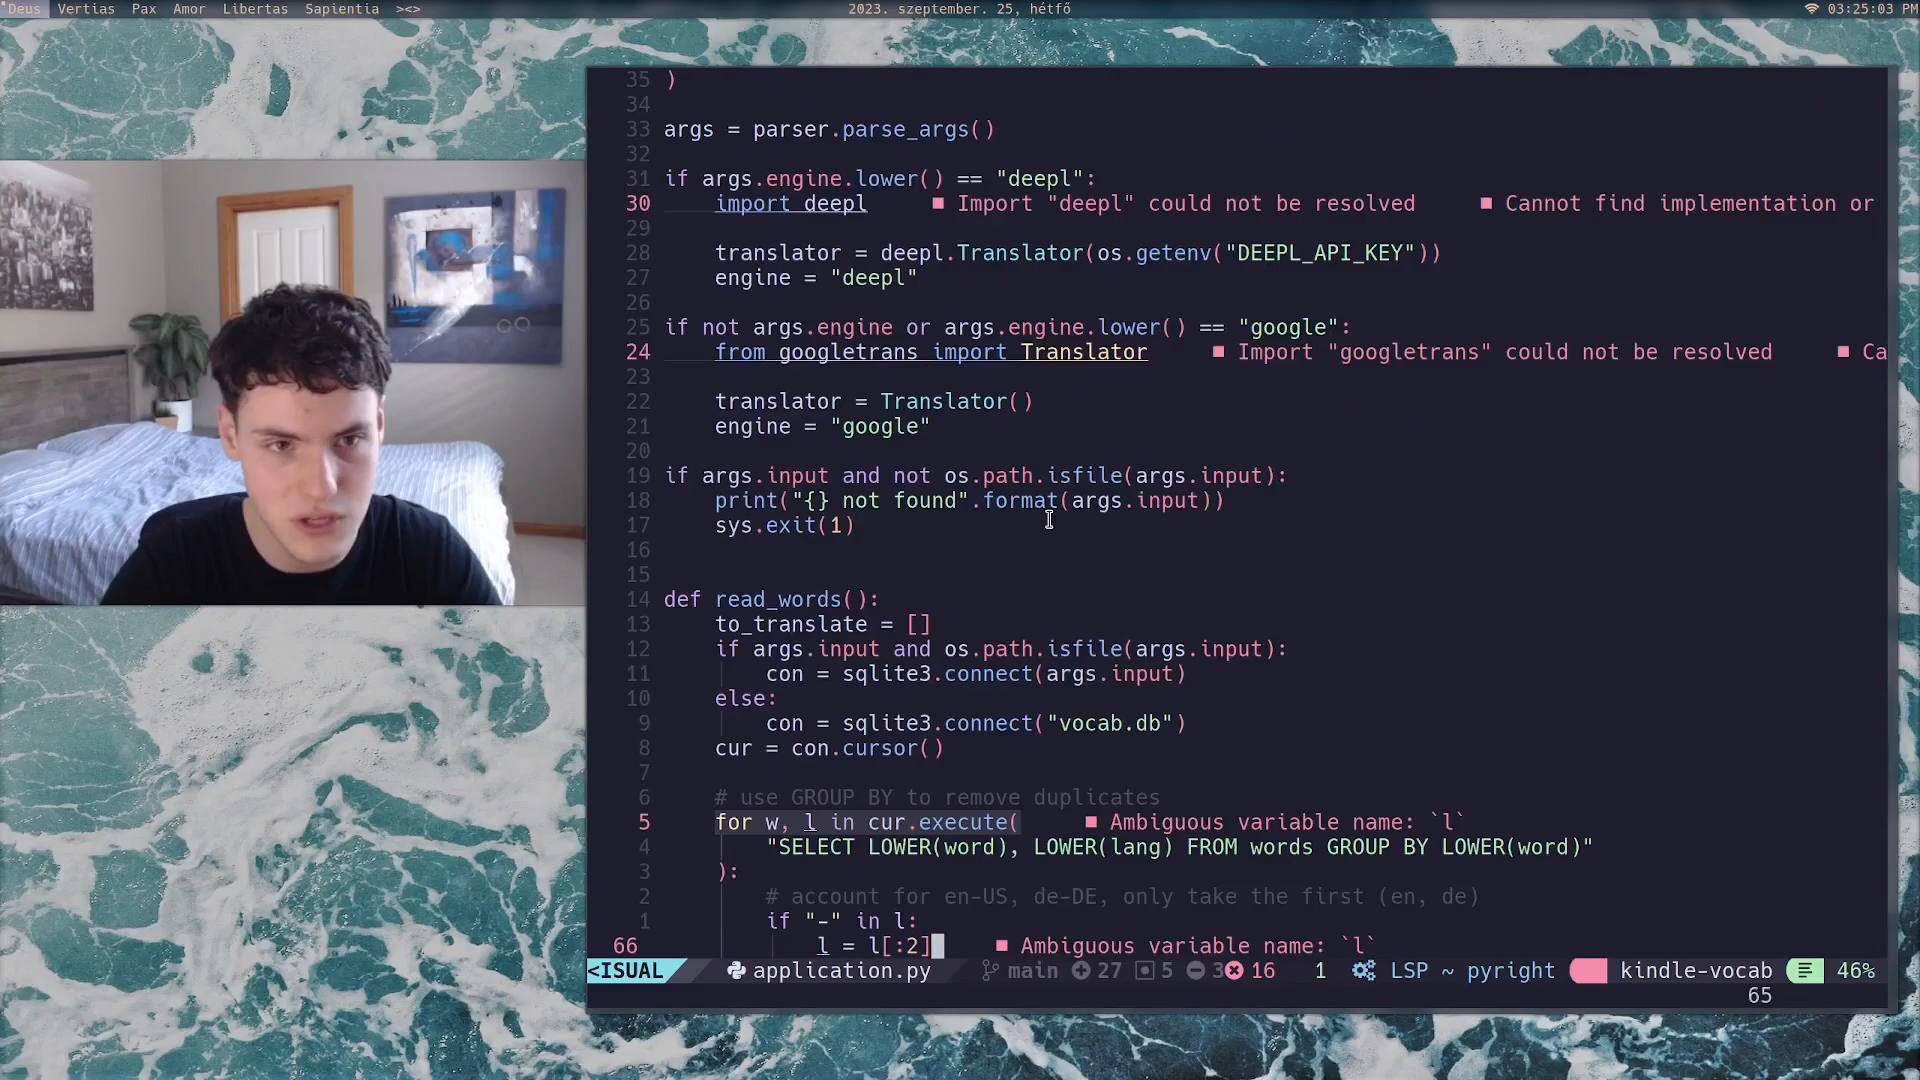 Deus Vertias Pax Amor Libertas Sapientia ><>
2023. szeptember. 25, hétfő
03:25:03 PM
35 )
34
33 args = parser.parse_args()
32
31 if args.engine.lower() == "deepl":
30 import deepl ■ Import "deepl" could not be resolved ■ Cannot find implementation or
29
28 translator = deepl.Translator(os.getenv("DEEPL_API_KEY"))
27 engine = "deepl"
26
25 if not args.engine or args.engine.lower() == "google":
24 from googletrans import Translator ■ Import "googletrans" could not be resolved ■ Ca
23
22 translator = Translator()
21 engine = "google"
20
19 if args.input and not os.path.isfile(args.input):
18 print("{} not found".format(args.input))
17 sys.exit(1)
16
15
14 def read_words():
13 to_translate = []
12 if args.input and os.path.isfile(args.input):
11 con = sqlite3.connect(args.input)
10 else:
9 con = sqlite3.connect("vocab.db")
8 cur = con.cursor()
7
6 # use GROUP BY to remove duplicates
5 for w, l in cur.execute( ■ Ambiguous variable name: `l`
4 "SELECT LOWER(word), LOWER(lang) FROM words GROUP BY LOWER(word)"
3 ):
2 # account for en-US, de-DE, only take the first (en, de)
1 if "-" in l:
66 l = l[:2] ■ Ambiguous variable name: `l`
<ISUAL application.py main 27 5 3 16 1 LSP ~ pyright kindle-vocab 46%
65